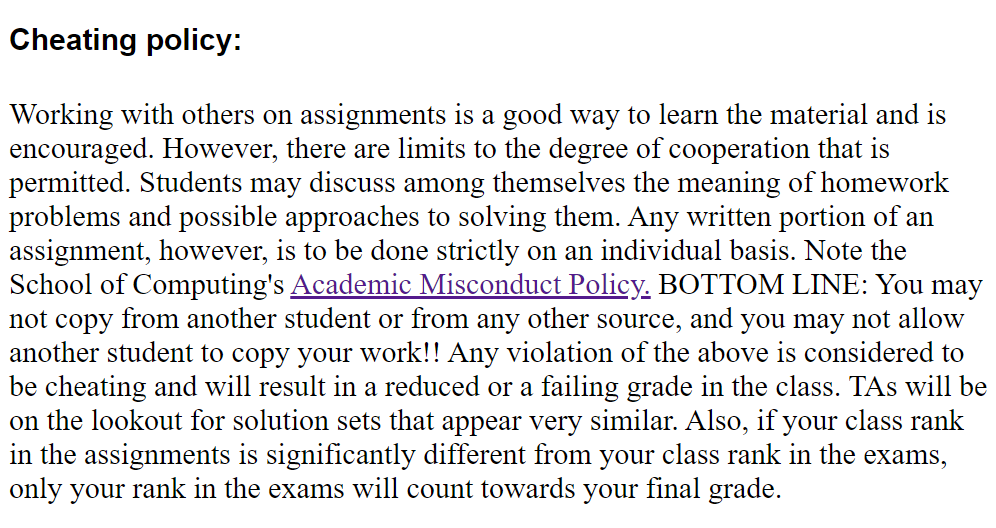 Cheating policy:
Working with others on assignments is a good way to learn the material and is
encouraged. However, there are limits to the degree of cooperation that is
permitted. Students may discuss among themselves the meaning of homework
problems and possible approaches to solving them. Any written portion of an
assignment, however, is to be done strictly on an individual basis. Note the
School of Computing's Academic Misconduct Policy. BOTTOM LINE: You may
not copy from another student or from any other source, and you may not allow
another student to copy your work!! Any violation of the above is considered to
be cheating and will result in a reduced or a failing grade in the class. TAs will be
on the lookout for solution sets that appear very similar. Also, if your class rank
in the assignments is significantly different from your class rank in the exams,
only your rank in the exams will count towards your final grade.